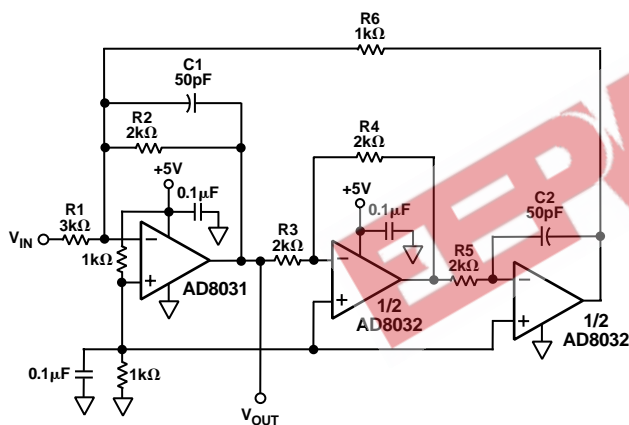 R6
1kΩ
C1
50pF
R2
2kΩ
R4
2kΩ
+5V
0.1µF
+5V
0.1µF
C2
50pF
R1
3kΩ
VIN
1kΩ
R3
2kΩ
R5
2kΩ
AD8031
1/2
AD8032
1/2
AD8032
0.1µF
1kΩ
VOUT